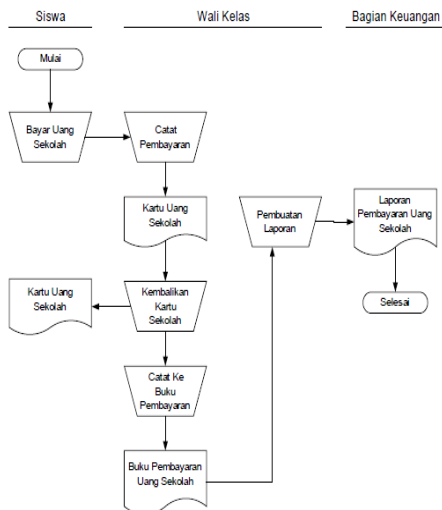 Siswa
Wali Kelas
Bagian Keuangan
Mulai
Bayar Uang
Sekolah
Catat
Pembayaran
Kartu Uang
Sekolah
Pembuatan
Laporan
Laporan
Pembayaran Uang
Sekolah
Kartu Uang
Sekolah
Kembalikan
Kartu
Sekolah
Selesai
Catat Ke
Buku
Pembayaran
Buku Pembayaran
Uang Sekolah